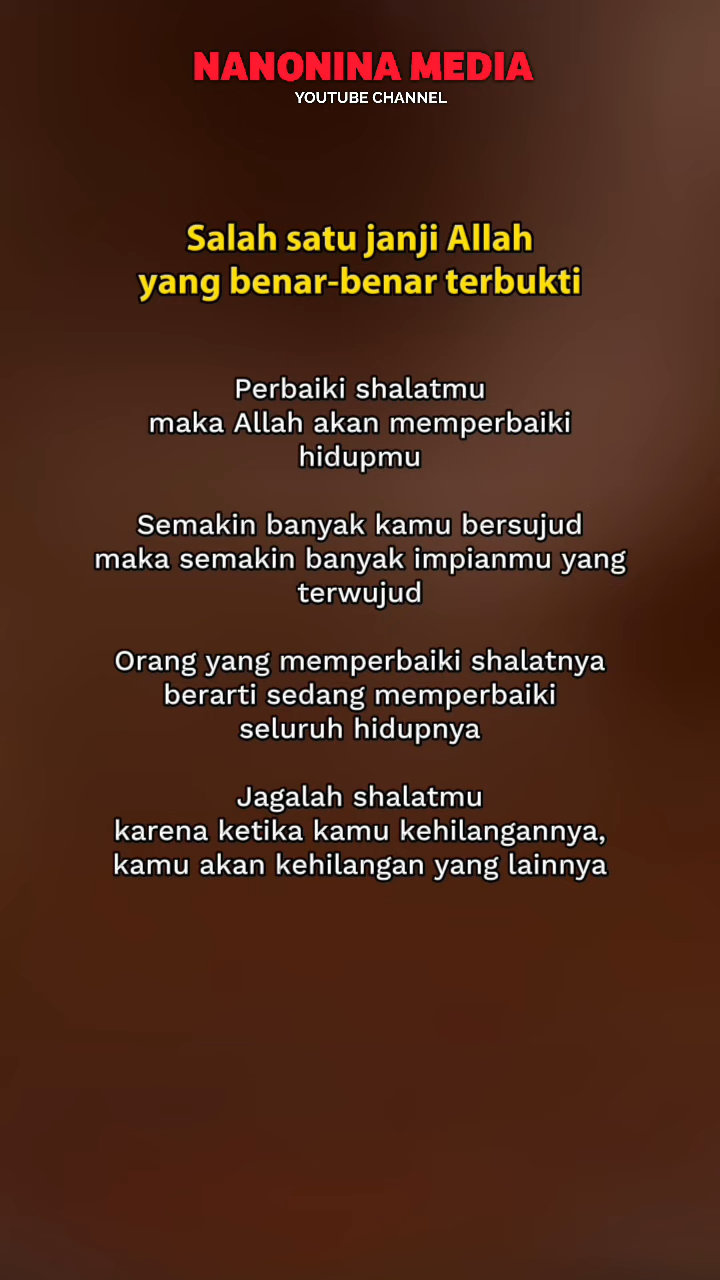 NANONINA MEDIA
YOUTUBE CHANNEL
Salah satu janji Allah
yang benar-benar terbukti
Perbaiki shalatmu
maka Allah akan memperbaiki
hidupmu
Semakin banyak kamu bersujud
maka semakin banyak impianmu yang
terwujud
Orang yang memperbaiki shalatnya
berarti sedang memperbaiki
seluruh hidupnya
Jagalah shalatmu
karena ketika kamu kehilangannya,
kamu akan kehilangan yang lainnya